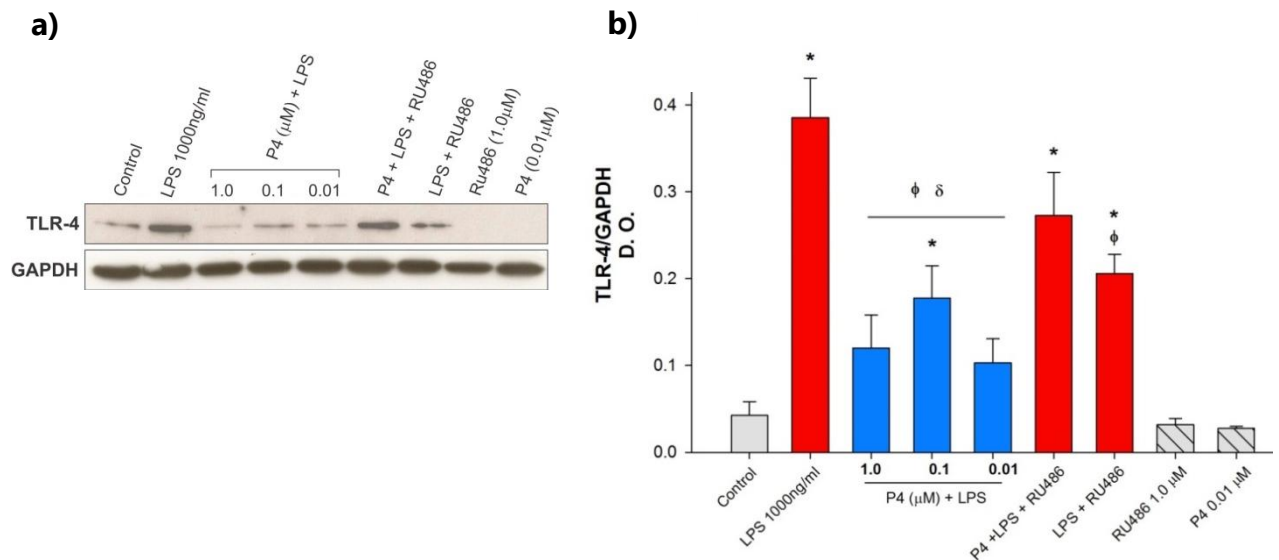 a)
Control
LPS 1000ng/ml
P4 (μM) + LPS
1.0 0.1 0.01
P4 + LPS + RU486
LPS + RU486
Ru486 (1.0μM)
P4 (0.01μM)
TLR-4
GAPDH
b)
TLR-4/GAPDH
D. O.
0.4
0.3
0.2
0.1
0.0
*
*
*
*
ϕ δ
ϕ
Control
LPS 1000ng/ml
1.0 0.1 0.01
P4 (μM) + LPS
P4 +LPS + RU486
LPS + RU486
RU486 1.0 μM
P4 0.01 μM